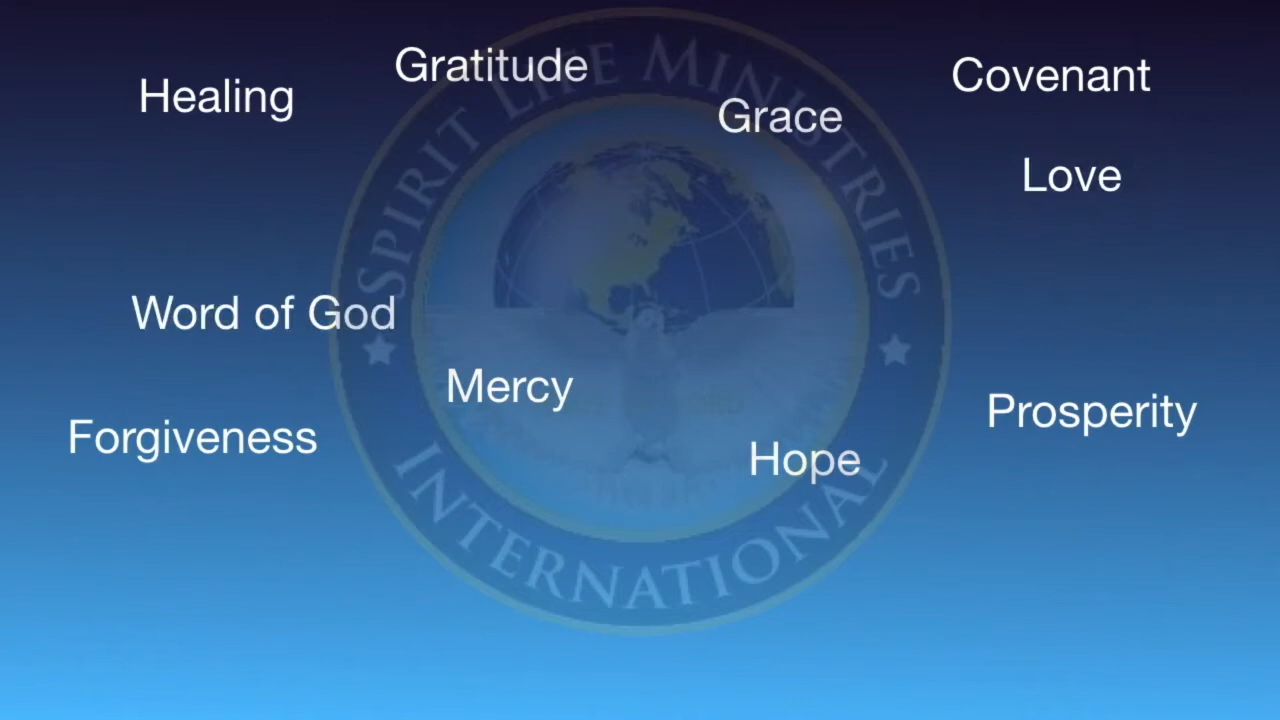 Gratitude
Healing
Covenant
Grace
Love
SPIRIT LIFE MINISTRIES
Word of God
Mercy
Forgiveness
Prosperity
Hope
INTERNATIONAL